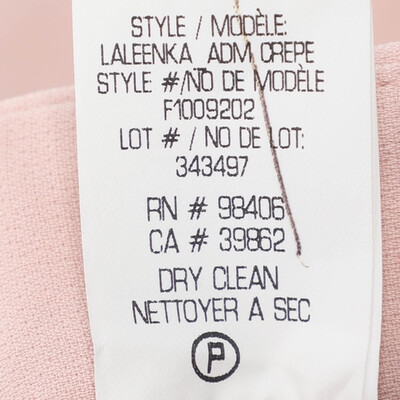 STYLE / MODÈLE:
LALEENKA ADM CREPE
STYLE #/NO DE MODÈLE
F1009202
LOT # / NO DE LOT:
343497
RN # 98406
CA # 39862
DRY CLEAN
NETTOYER A SEC
P